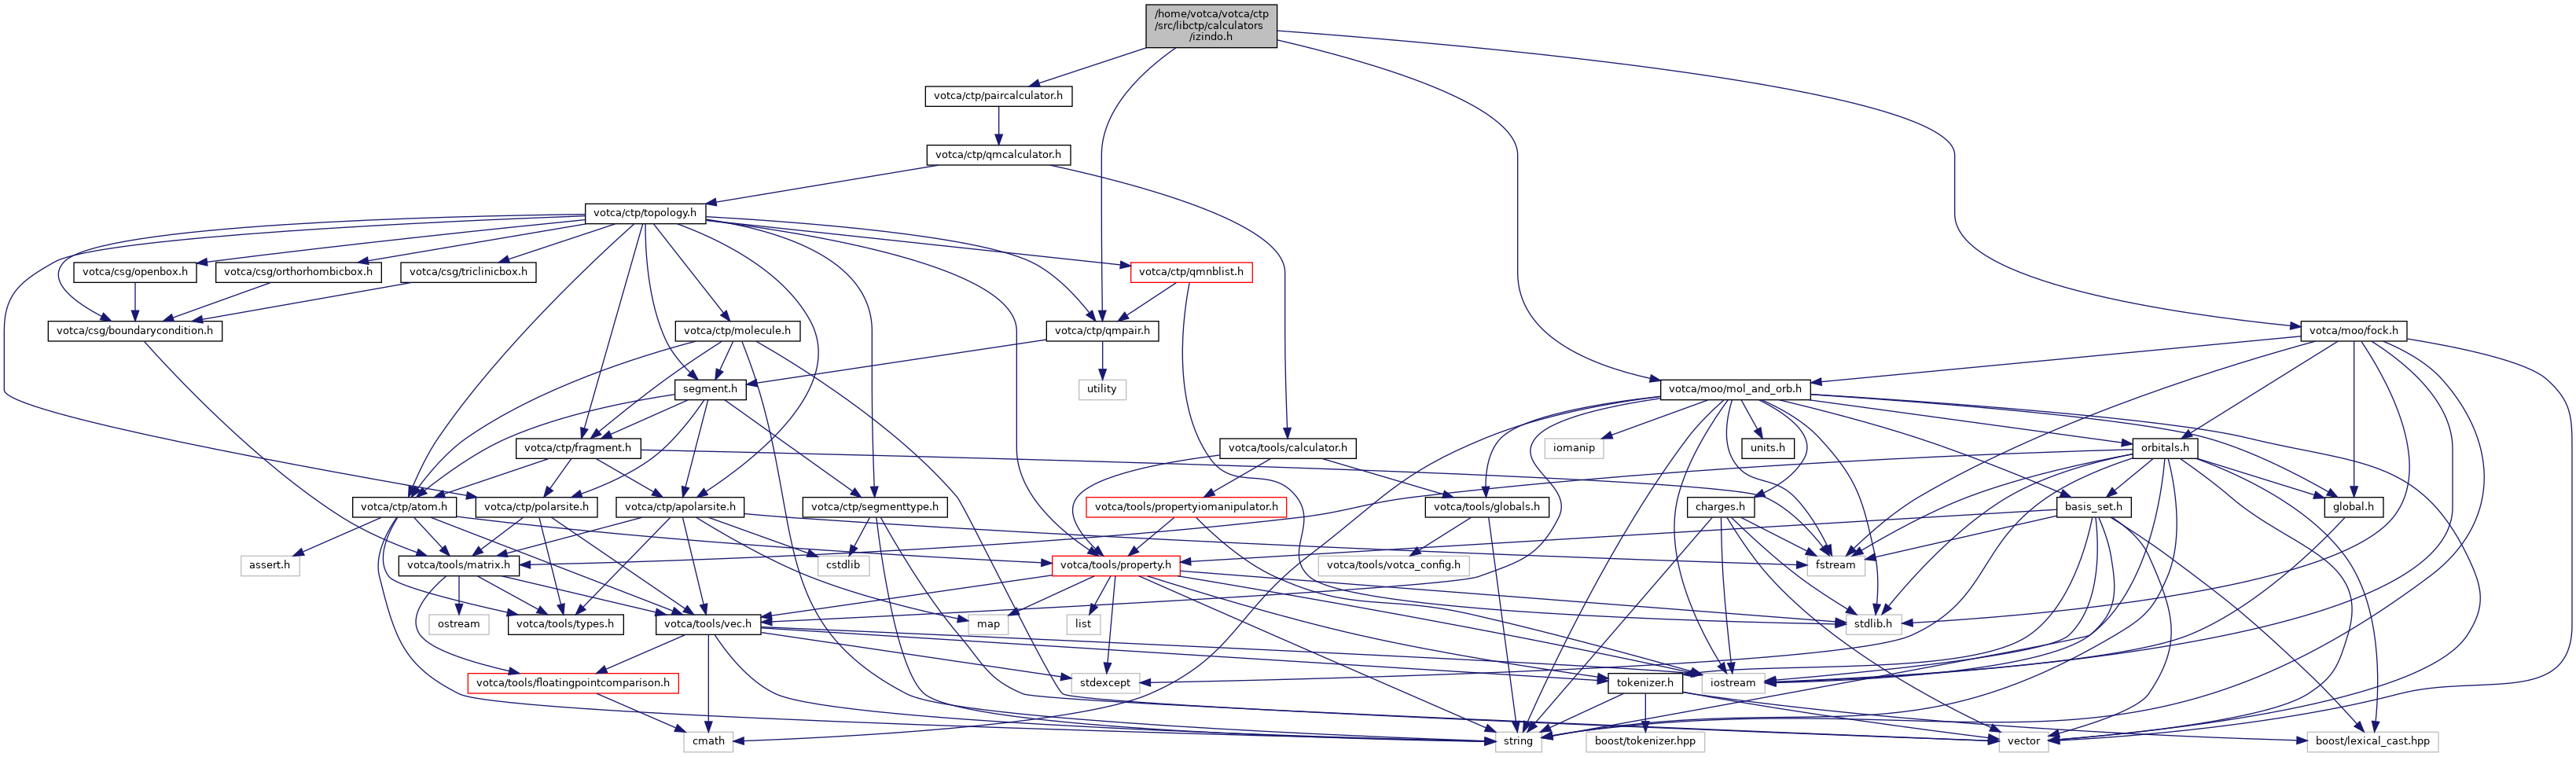 /home/votca/votca/ctp
/src/libctp/calculators
/izindo.h
votca/ctp/paircalculator.h
votca/ctp/qmcalculator.h
votca/ctp/topology.h
votca/csg/openbox.h
votca/csg/orthorhombicbox.h
votca/csg/triclinicbox.h
votca/ctp/qmnblist.h
votca/csg/boundarycondition.h
votca/ctp/molecule.h
votca/ctp/qmpair.h
votca/moo/fock.h
segment.h
utility
votca/moo/mol_and_orb.h
votca/ctp/fragment.h
votca/tools/calculator.h
iomanip
units.h
orbitals.h
votca/ctp/atom.h
votca/ctp/polarsite.h
votca/ctp/apolarsite.h
votca/ctp/segmenttype.h
votca/tools/propertyiomanipulator.h
votca/tools/globals.h
charges.h
basis_set.h
global.h
assert.h
votca/tools/matrix.h
cstdlib
votca/tools/property.h
votca/tools/votca_config.h
fstream
ostream
votca/tools/types.h
votca/tools/vec.h
map
list
stdlib.h
votca/tools/floatingpointcomparison.h
stdexcept
tokenizer.h
iostream
cmath
string
boost/tokenizer.hpp
vector
boost/lexical_cast.hpp